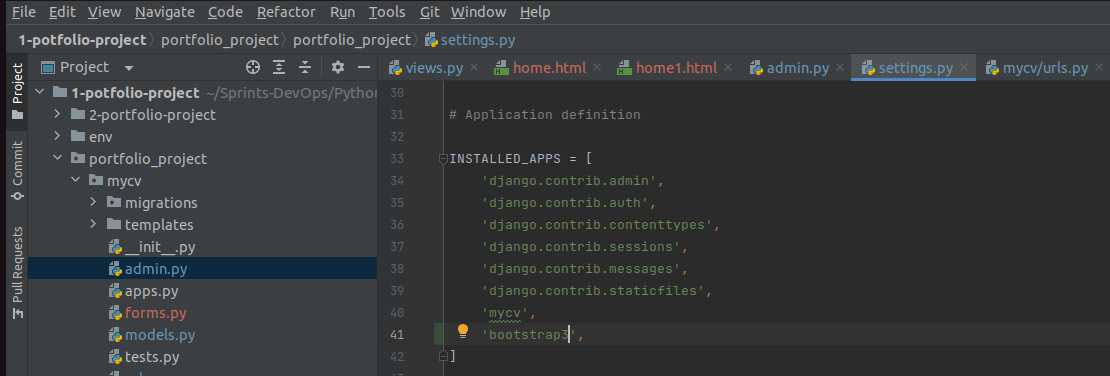 File Edit View Navigate Code Refactor Run Tools Git Window Help
1-potfolio-project portfolio_project portfolio_project settings.py
Project
Commit
Pull Requests
Project
1-potfolio-project ~/Sprints-DevOps/Python
2-portfolio-project
env
portfolio_project
mycv
migrations
templates
__init__.py
admin.py
apps.py
forms.py
models.py
tests.py
views.py home.html home1.html admin.py settings.py mycv/urls.py
30
31 # Application definition
32
33 INSTALLED_APPS = [
34 'django.contrib.admin',
35 'django.contrib.auth',
36 'django.contrib.contenttypes',
37 'django.contrib.sessions',
38 'django.contrib.messages',
39 'django.contrib.staticfiles',
40 'mycv',
41 'bootstrap3',
42 ]